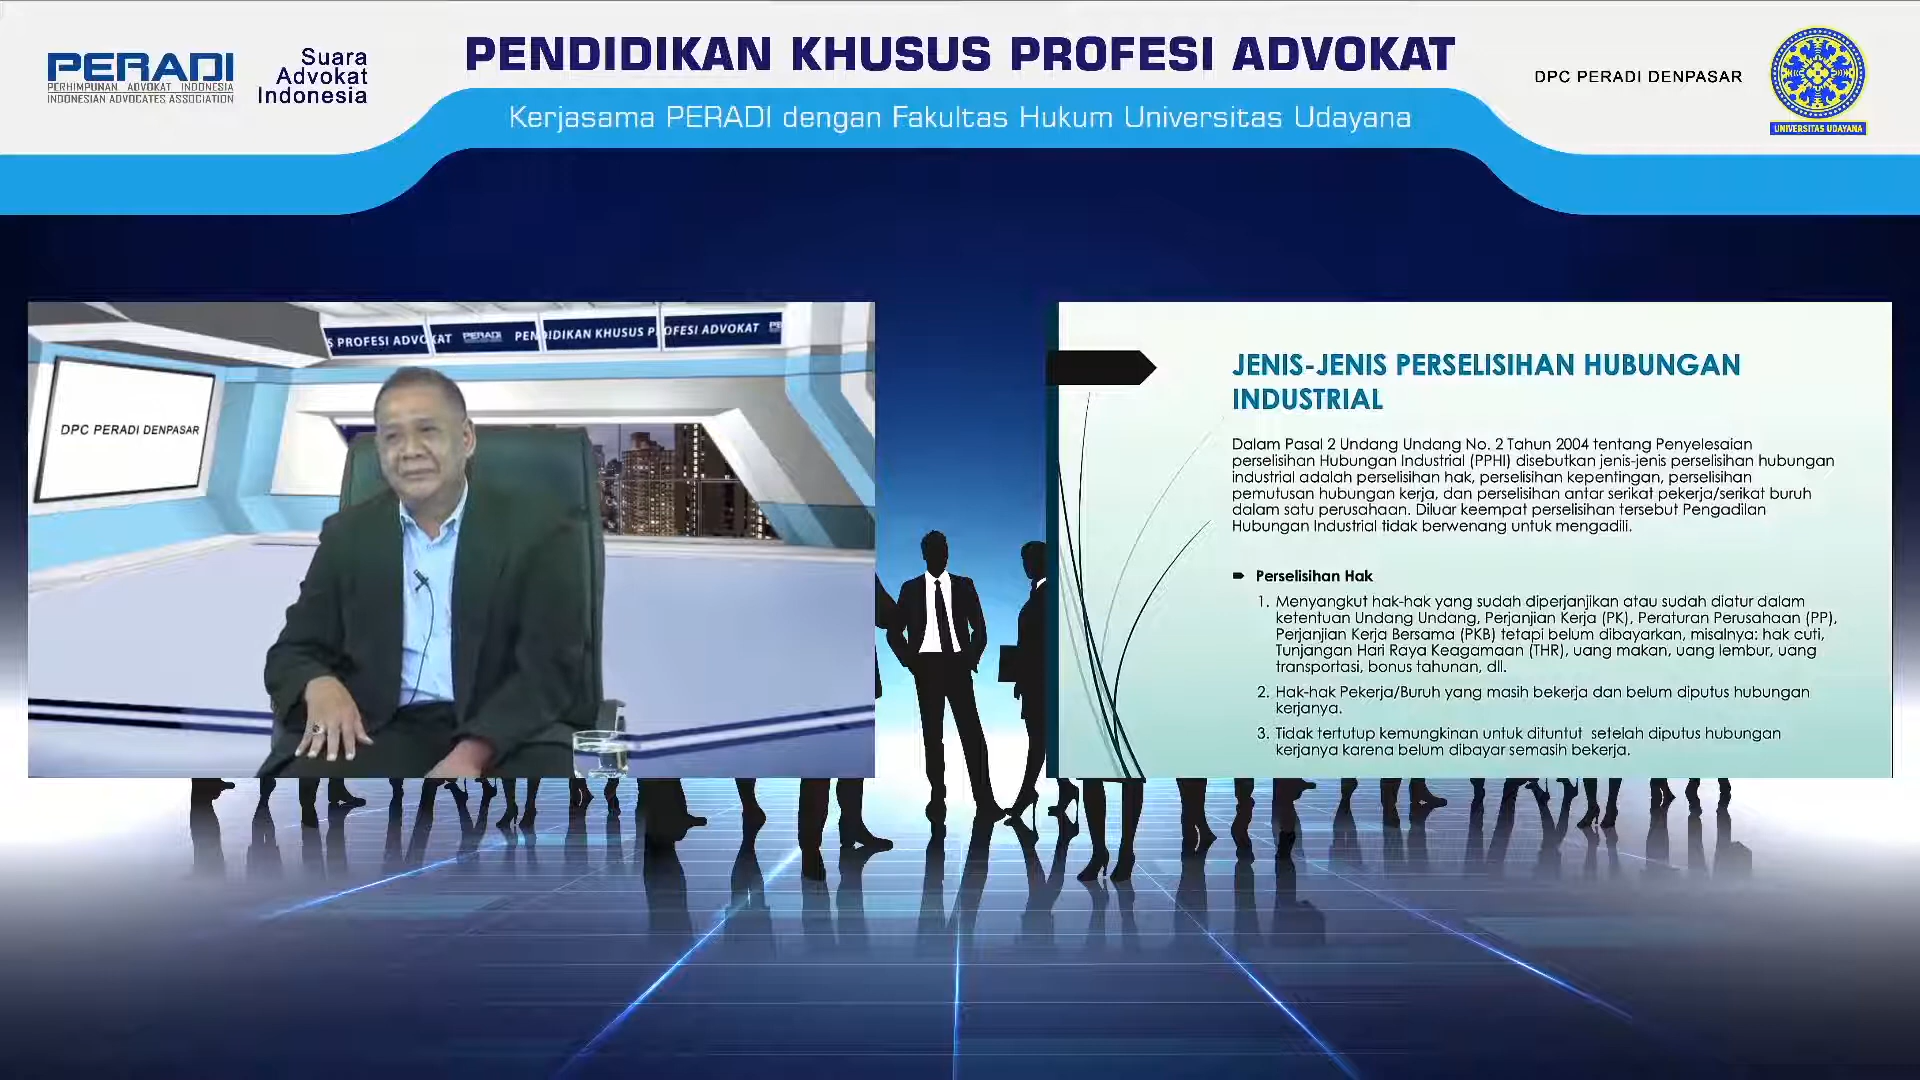 PERADI
PERHIMPUNAN ADVOKAT INDONESIA
INDONESIAN ADVOCATES ASSOCIATION
Suara
Advokat
Indonesia
PENDIDIKAN KHUSUS PROFESI ADVOKAT
Kerjasama PERADI dengan Fakultas Hukum Universitas Udayana
DPC PERADI DENPASAR
UNIVERSITAS UDAYANA
S PROFESI ADVOKAT PERADI PENDIDIKAN KHUSUS PROFESI ADVOKAT PE
DPC PERADI DENPASAR
JENIS-JENIS PERSELISIHAN HUBUNGAN
INDUSTRIAL
Dalam Pasal 2 Undang Undang No. 2 Tahun 2004 tentang Penyelesaian
perselisihan Hubungan Industrial (PPHI) disebutkan jenis-jenis perselisihan hubungan
industrial adalah perselisihan hak, perselisihan kepentingan, perselisihan
pemutusan hubungan kerja, dan perselisihan antar serikat pekerja/serikat buruh
dalam satu perusahaan. Diluar keempat perselisihan tersebut Pengadilan
Hubungan Industrial tidak berwenang untuk mengadili.
Perselisihan Hak
1. Menyangkut hak-hak yang sudah diperjanjikan atau sudah diatur dalam
ketentuan Undang Undang, Perjanjian Kerja (PK), Peraturan Perusahaan (PP),
Perjanjian Kerja Bersama (PKB) tetapi belum dibayarkan, misalnya: hak cuti,
Tunjangan Hari Raya Keagamaan (THR), uang makan, uang lembur, uang
transportasi, bonus tahunan, dll.
2. Hak-hak Pekerja/Buruh yang masih bekerja dan belum diputus hubungan
kerjanya.
3. Tidak tertutup kemungkinan untuk dituntut setelah diputus hubungan
kerjanya karena belum dibayar semasih bekerja.